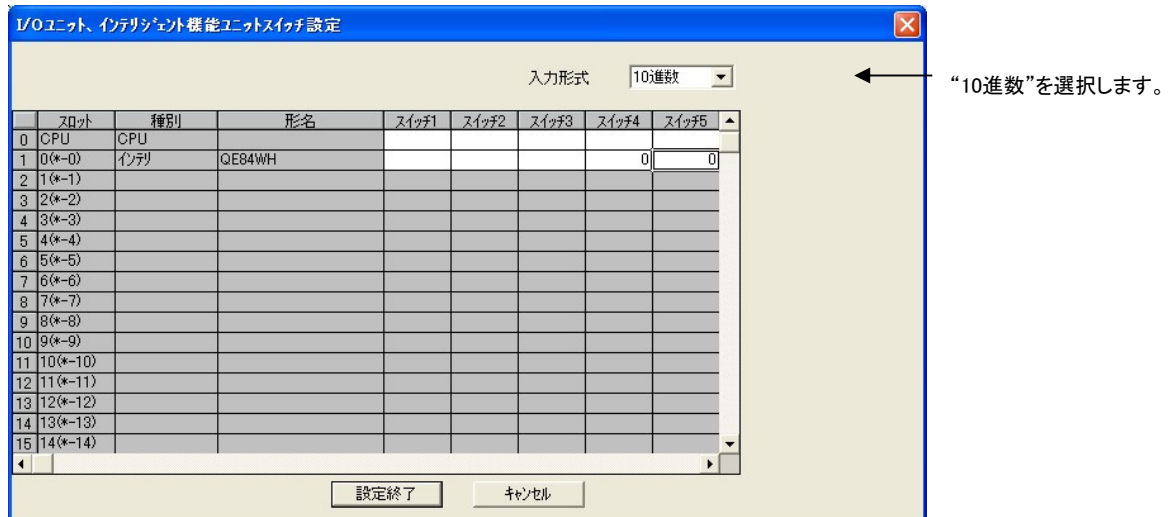 I/Oユニット、インテリジェント機能ユニットスイッチ設定
入力形式 10進数
“10進数”を選択します。
スロット 種別 形名 スイッチ1 スイッチ2 スイッチ3 スイッチ4 スイッチ5
0 CPU CPU
1 0(*-0) インテリ QE84WH 0 0
2 1(*-1)
3 2(*-2)
4 3(*-3)
5 4(*-4)
6 5(*-5)
7 6(*-6)
8 7(*-7)
9 8(*-8)
10 9(*-9)
11 10(*-10)
12 11(*-11)
13 12(*-12)
14 13(*-13)
15 14(*-14)
設定終了 キャンセル